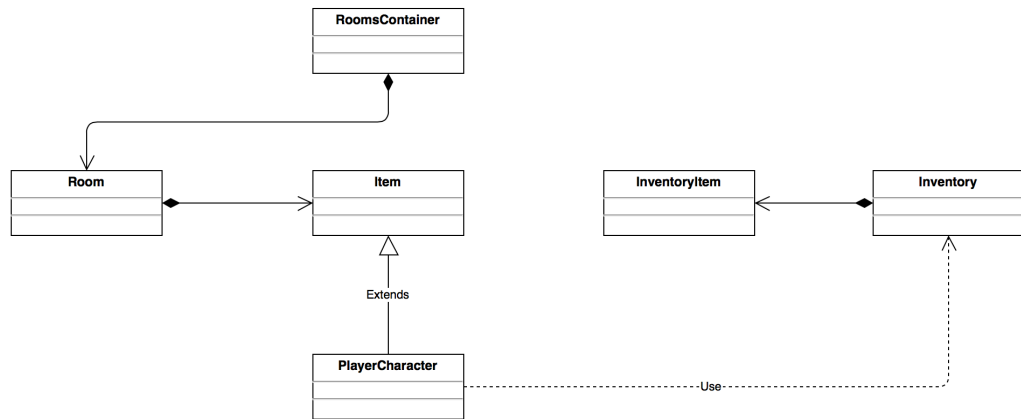 RoomsContainer
Room
Item
InventoryItem
Inventory
Extends
PlayerCharacter
Use